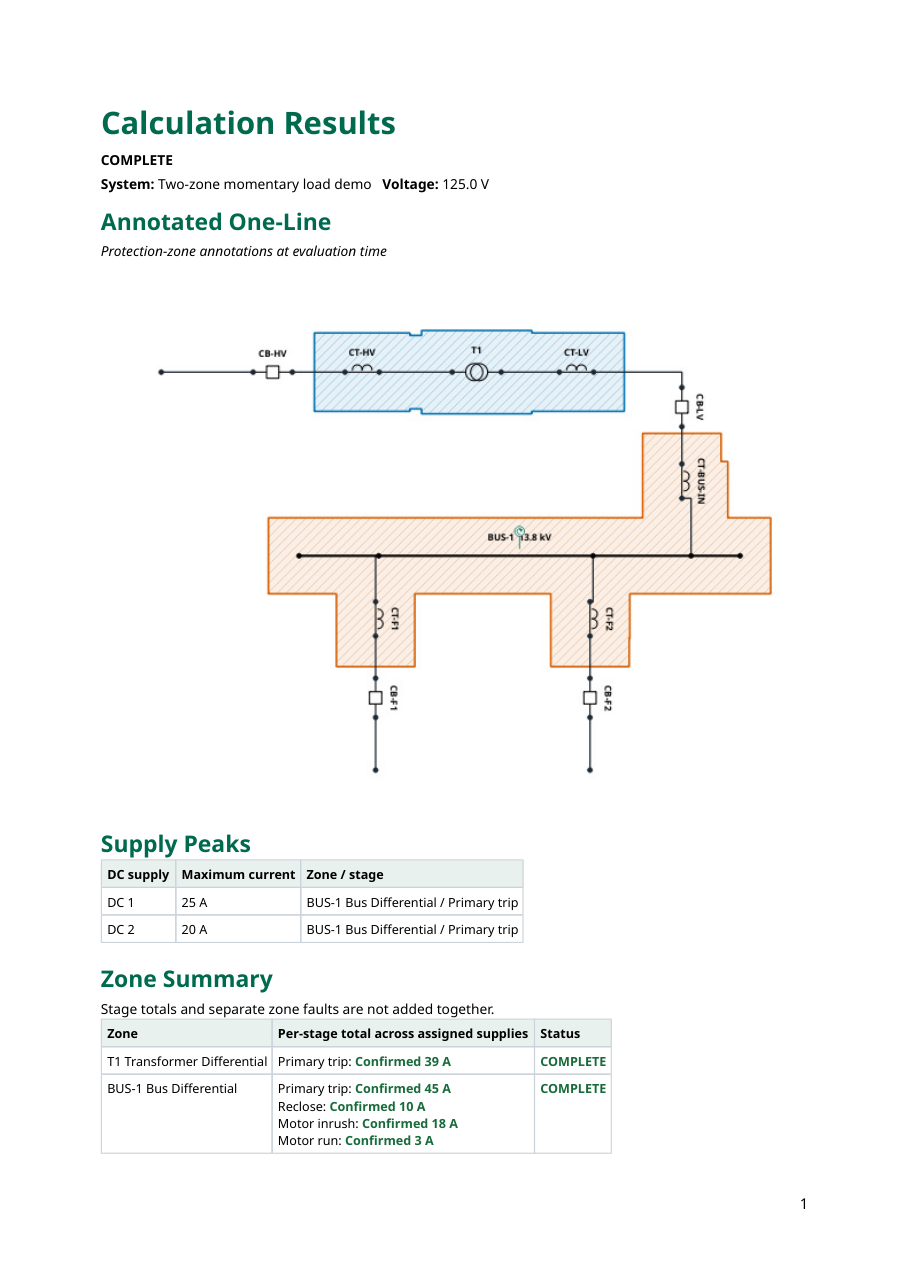 Calculation Results
COMPLETE
System: Two-zone momentary load demo Voltage: 125.0 V
Annotated One-Line
Protection-zone annotations at evaluation time
CB-HV
CT-HV
T1
CT-LV
CB-LV
CT-BUS-IN
BUS-1 13.8 kV
CT-F1
CT-F2
CB-F1
CB-F2
Supply Peaks
DC supply Maximum current Zone / stage
DC 1 25 A BUS-1 Bus Differential / Primary trip
DC 2 20 A BUS-1 Bus Differential / Primary trip
Zone Summary
Stage totals and separate zone faults are not added together.
Zone Per-stage total across assigned supplies Status
T1 Transformer Differential Primary trip: Confirmed 39 A COMPLETE
BUS-1 Bus Differential Primary trip: Confirmed 45 A COMPLETE
Reclose: Confirmed 10 A
Motor inrush: Confirmed 18 A
Motor run: Confirmed 3 A
1